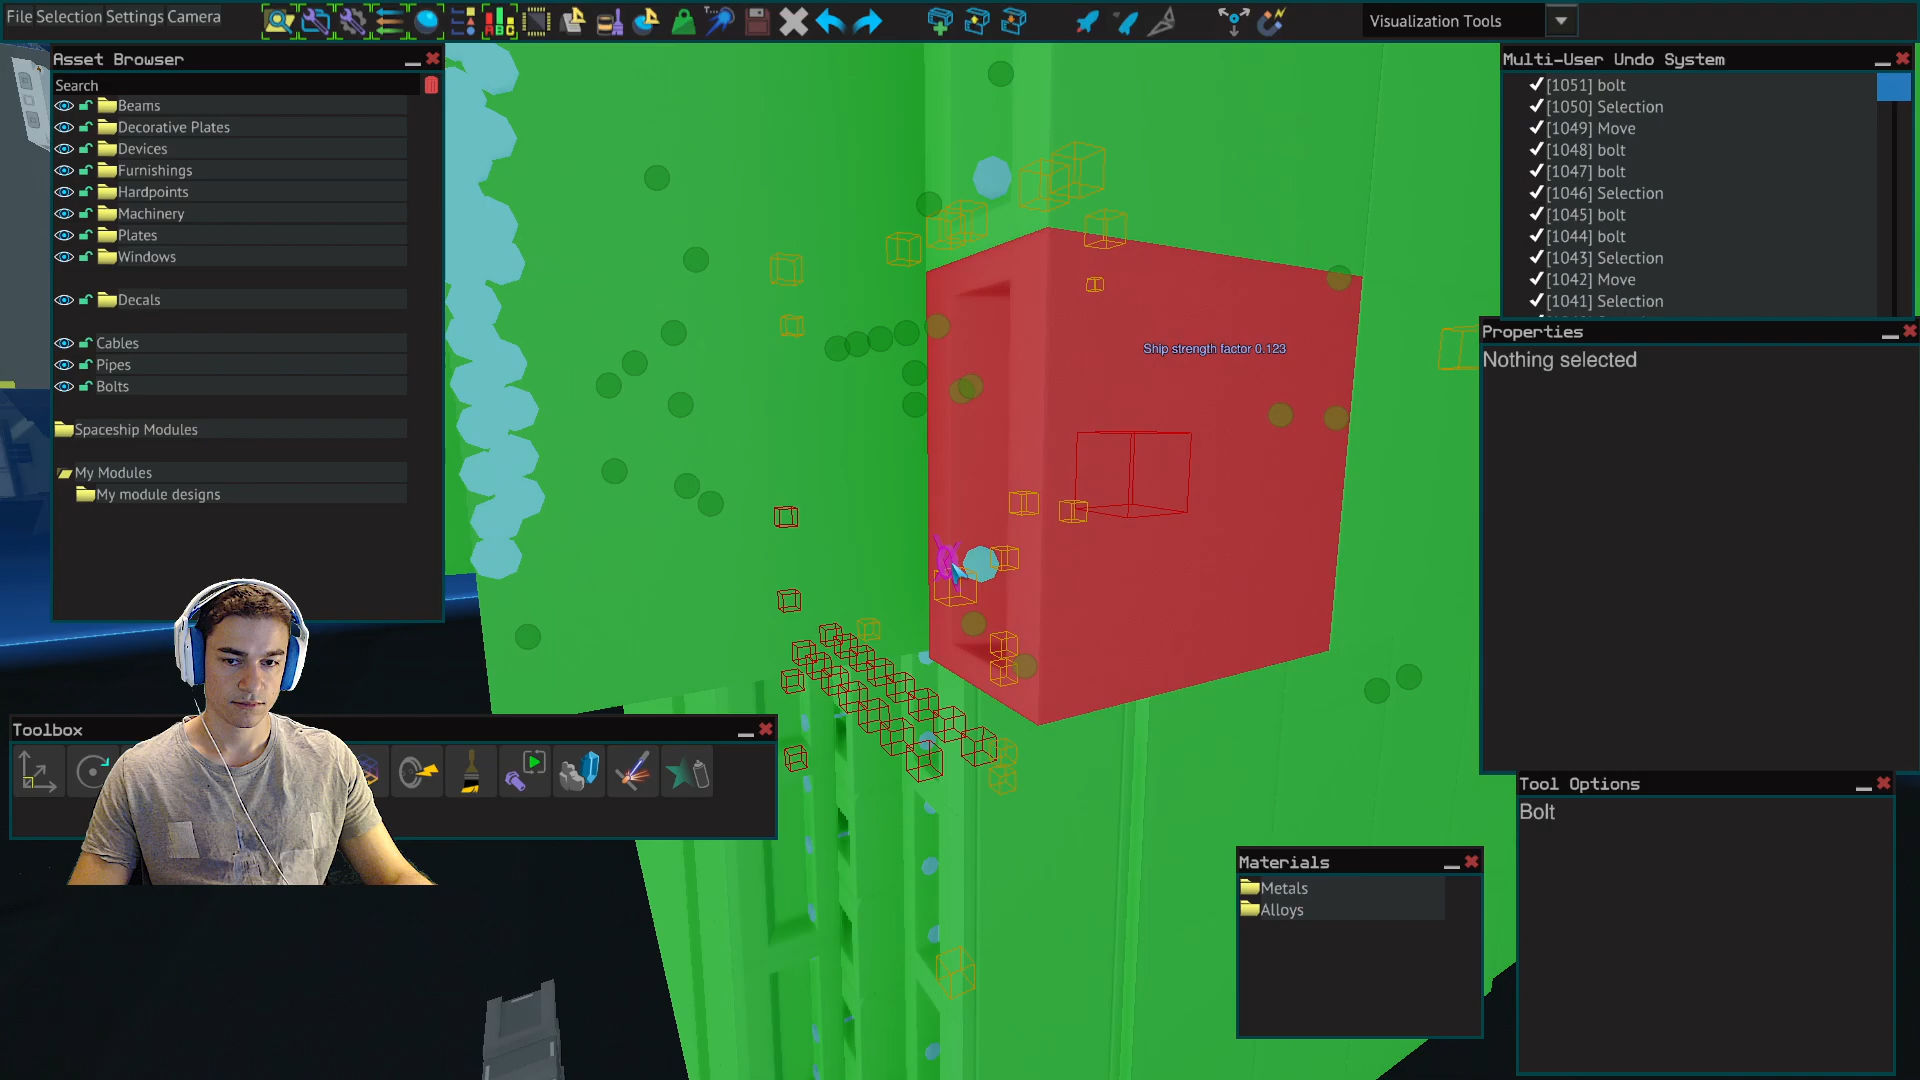 File Selection Settings Camera
Visualization Tools
Asset Browser
Search
Beams
Decorative Plates
Devices
Furnishings
Hardpoints
Machinery
Plates
Windows
Decals
Cables
Pipes
Bolts
Spaceship Modules
My Modules
My module designs
Ship strength factor 0.123
Multi-User Undo System
[1051] bolt
[1050] Selection
[1049] Move
[1048] bolt
[1047] bolt
[1046] Selection
[1045] bolt
[1044] bolt
[1043] Selection
[1042] Move
[1041] Selection
Properties
Nothing selected
Toolbox
Tool Options
Bolt
Materials
Metals
Alloys
ABC